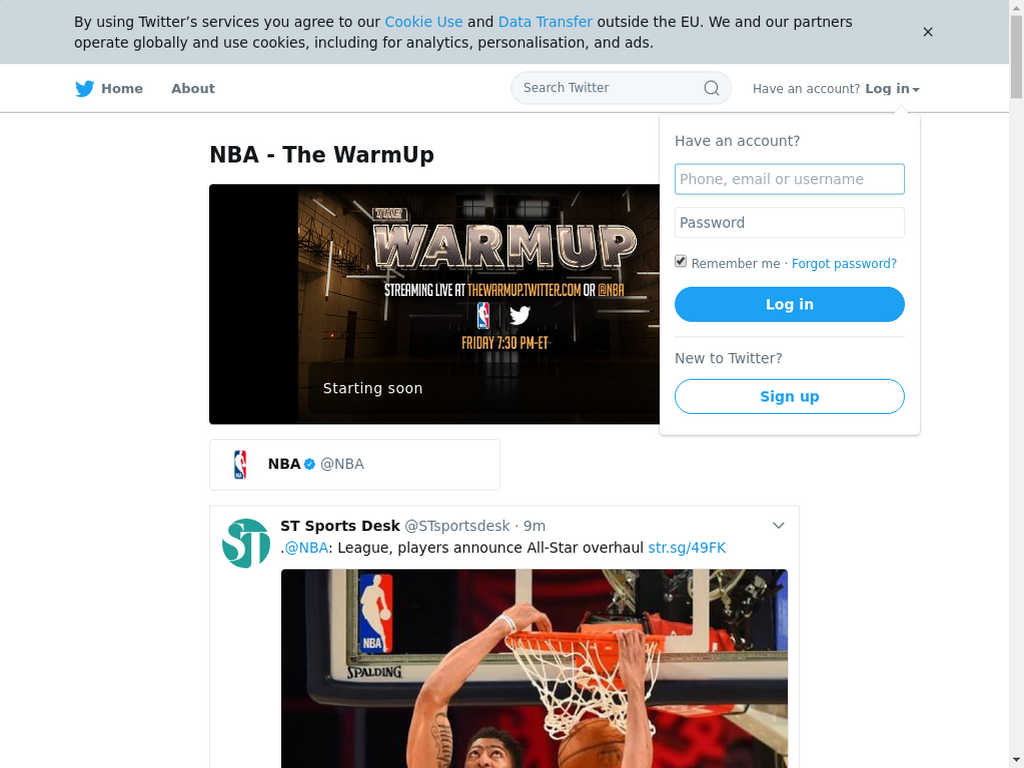 By using Twitter’s services you agree to our Cookie Use and Data Transfer outside the EU. We and our partners
operate globally and use cookies, including for analytics, personalisation, and ads.
Home About Search Twitter Have an account? Log in
Have an account?
Phone, email or username
Password
Remember me · Forgot password?
Log in
New to Twitter?
Sign up
NBA - The WarmUp
THE
WARMUP
STREAMING LIVE AT THEWARMUP.TWITTER.COM OR @NBA
FRIDAY 7:30 PM-ET
Starting soon
NBA @NBA
ST Sports Desk @STsportsdesk · 9m
.@NBA: League, players announce All-Star overhaul str.sg/49FK
ST
NBA
SPALDING